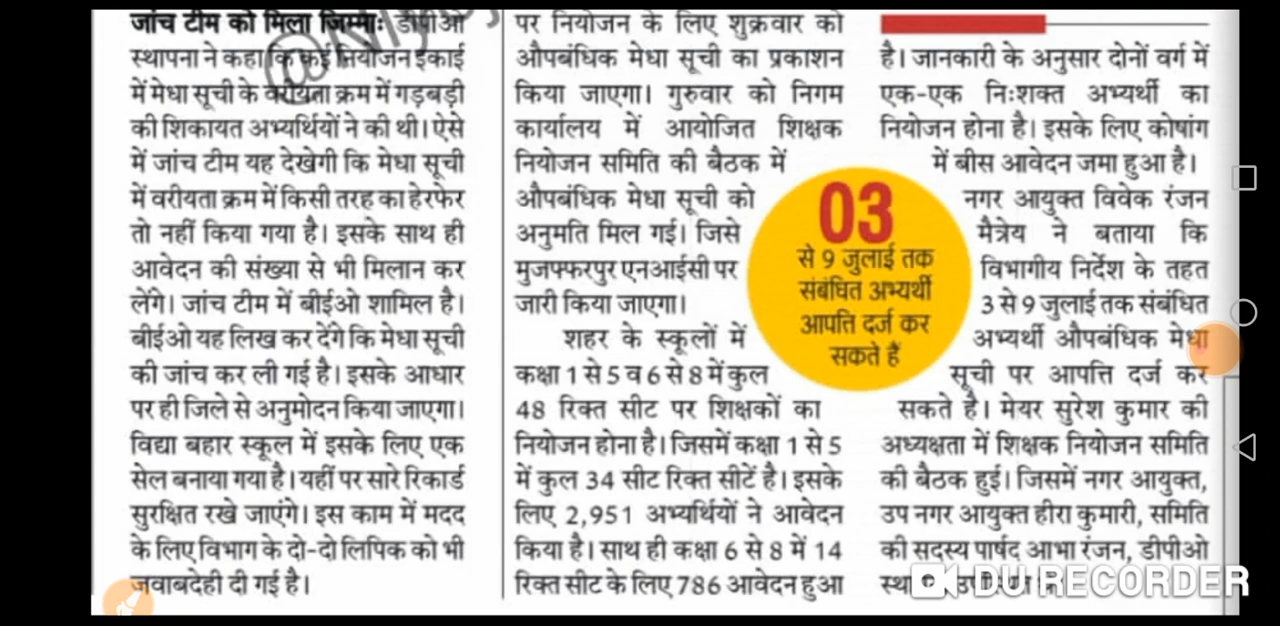 जांच टीम को मिला जिम्मा: डीपीओ
स्थापना ने कहा कि कई नियोजन इकाई
में मेधा सूची के वरीयता क्रम में गड़बड़ी
की शिकायत अभ्यर्थियों ने की थी। ऐसे
में जांच टीम यह देखेगी कि मेधा सूची
में वरीयता क्रम में किसी तरह का हेरफेर
तो नहीं किया गया है। इसके साथ ही
आवेदन की संख्या से भी मिलान कर
लेंगे। जांच टीम में बीईओ शामिल है।
बीईओ यह लिख कर देंगे कि मेधा सूची
की जांच कर ली गई है। इसके आधार
पर ही जिले से अनुमोदन किया जाएगा।
विद्या बहार स्कूल में इसके लिए एक
सेल बनाया गया है। यहीं पर सारे रिकार्ड
सुरक्षित रखे जाएंगे। इस काम में मदद
के लिए विभाग के दो-दो लिपिक को भी
जवाबदेही दी गई है।
पर नियोजन के लिए शुक्रवार को
औपबंधिक मेधा सूची का प्रकाशन
किया जाएगा। गुरुवार को निगम
कार्यालय में आयोजित शिक्षक
नियोजन समिति की बैठक में
औपबंधिक मेधा सूची को
अनुमति मिल गई। जिसे
मुजफ्फरपुर एनआईसी पर
जारी किया जाएगा।
शहर के स्कूलों में
कक्षा 1 से 5 व 6 से 8 में कुल
48 रिक्त सीट पर शिक्षकों का
नियोजन होना है। जिसमें कक्षा 1 से 5
में कुल 34 सीट रिक्त सीटें है। इसके
लिए 2,951 अभ्यर्थियों ने आवेदन
किया है। साथ ही कक्षा 6 से 8 में 14
रिक्त सीट के लिए 786 आवेदन हुआ
03
से 9 जुलाई तक
संबंधित अभ्यर्थी
आपत्ति दर्ज कर
सकते हैं
है। जानकारी के अनुसार दोनों वर्ग में
एक-एक निःशक्त अभ्यर्थी का
नियोजन होना है। इसके लिए कोषांग
में बीस आवेदन जमा हुआ है।
नगर आयुक्त विवेक रंजन
मैत्रेय ने बताया कि
विभागीय निर्देश के तहत
3 से 9 जुलाई तक संबंधित
अभ्यर्थी औपबंधिक मेधा
सूची पर आपत्ति दर्ज कर
सकते है। मेयर सुरेश कुमार की
अध्यक्षता में शिक्षक नियोजन समिति
की बैठक हुई। जिसमें नगर आयुक्त,
उप नगर आयुक्त हीरा कुमारी, समिति
की सदस्य पार्षद आभा रंजन, डीपीओ
DU RECORDER